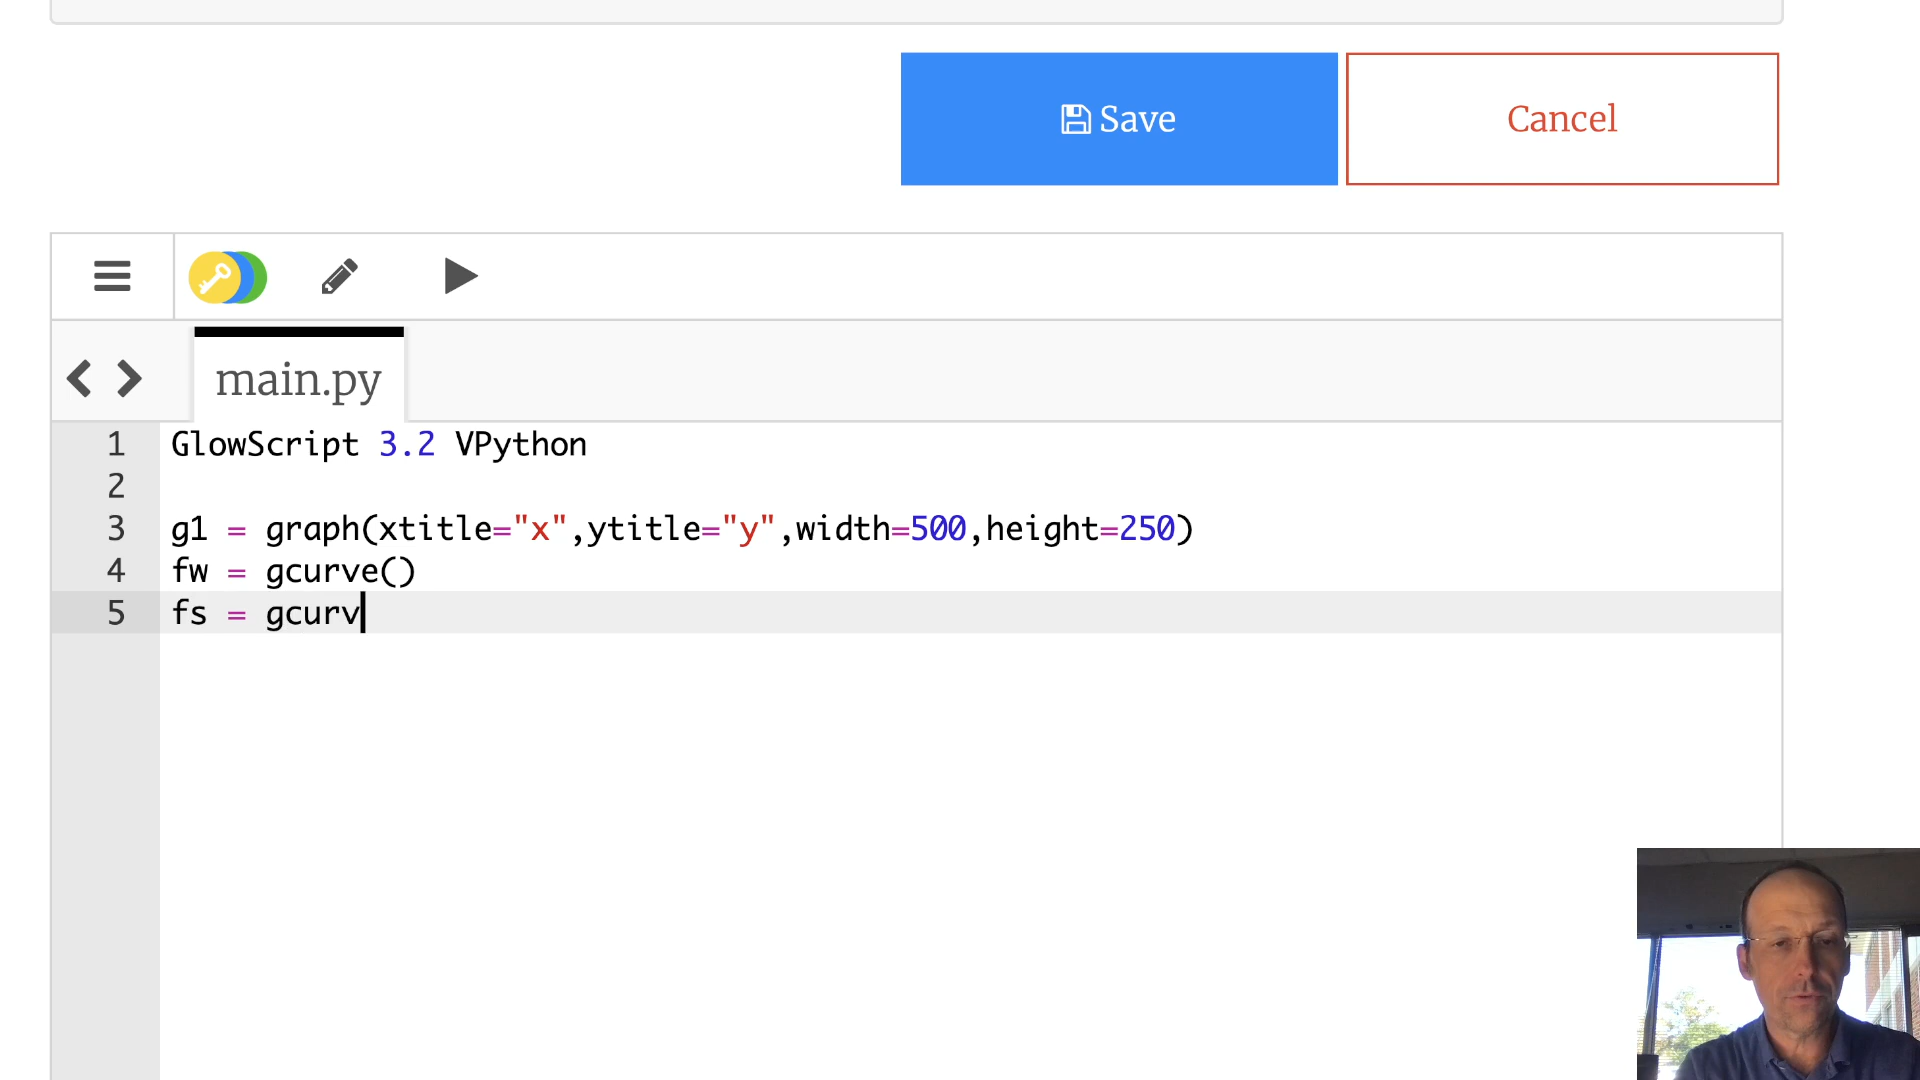 Save
Cancel
main.py
1 GlowScript 3.2 VPython
2
3 g1 = graph(xtitle="x",ytitle="y",width=500,height=250)
4 fw = gcurve()
5 fs = gcurv